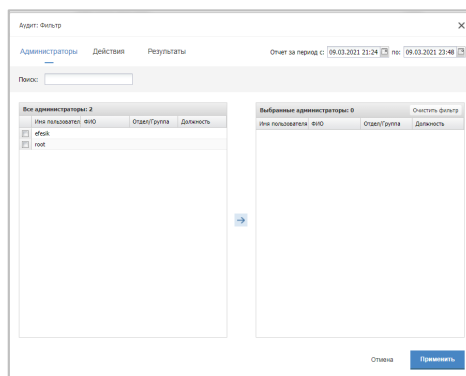 Аудит: Фильтр
Администраторы Действия Результаты Отчет за период с: 09.03.2021 21:24 по: 09.03.2021 23:48
Поиск:
Все администраторы: 2 Выбранные администраторы: 0 Очистить фильтр
Имя пользовател ФИО Отдел/Группа Должность Имя пользователя ФИО Отдел/Группа Должность
efesik
root
Отмена Применить